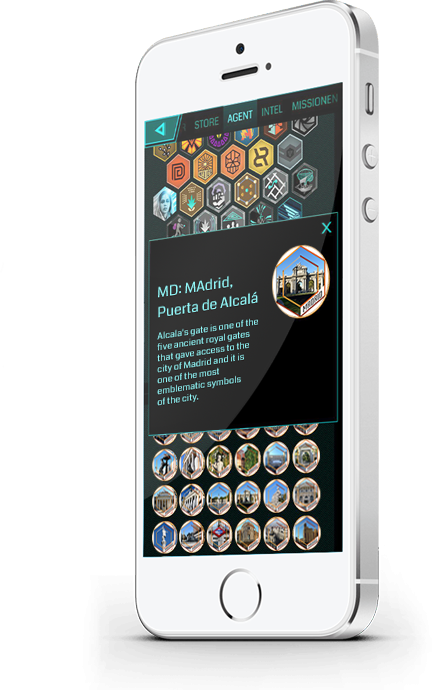 STORE AGENT INTEL MISSIONEN
X
MD: MAdrid,
Puerta de Alcalá
Alcala's gate is one of the
five ancient royal gates
that gave access to the
city of Madrid and it is
one of the most
emblematic symbols
of the city.